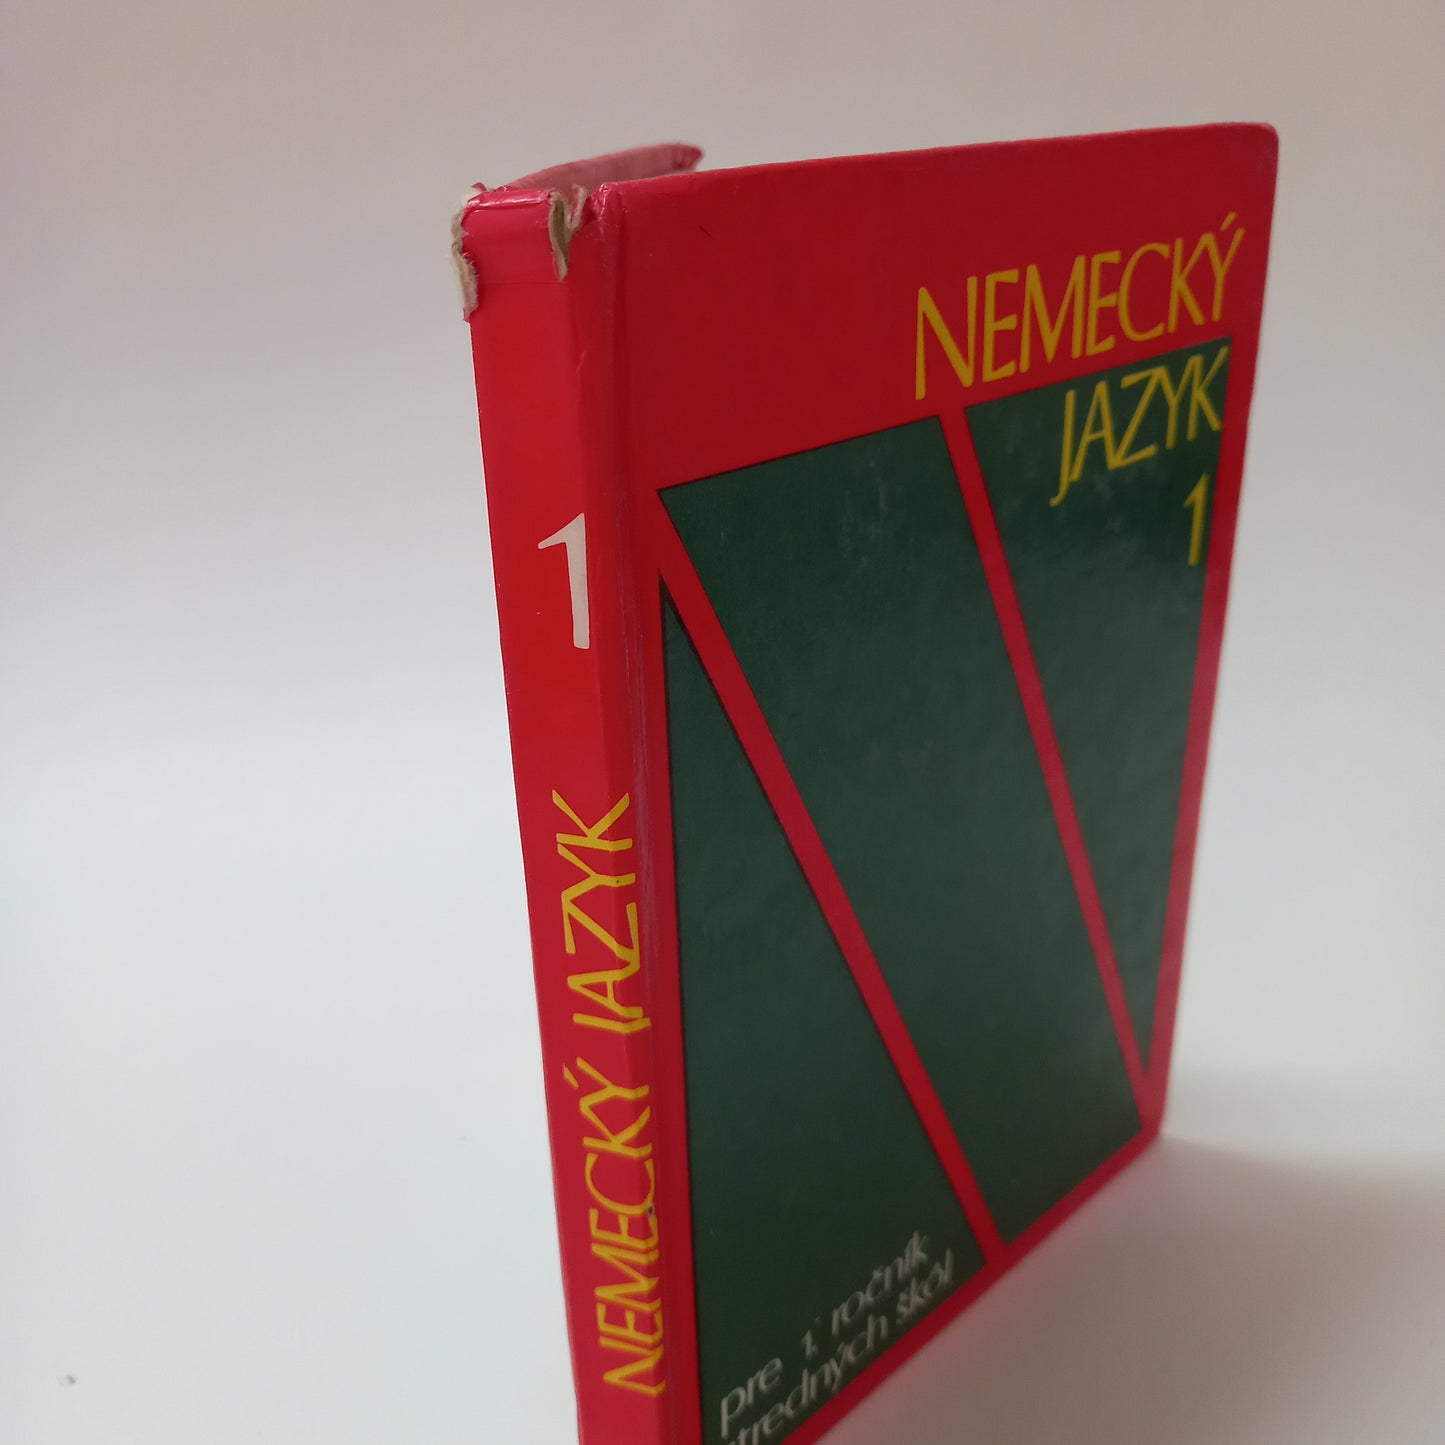 NEMECKÝ
JAZYK
1
pre 1. ročník
stredných škôl
1
NEMECKÝ JAZYK